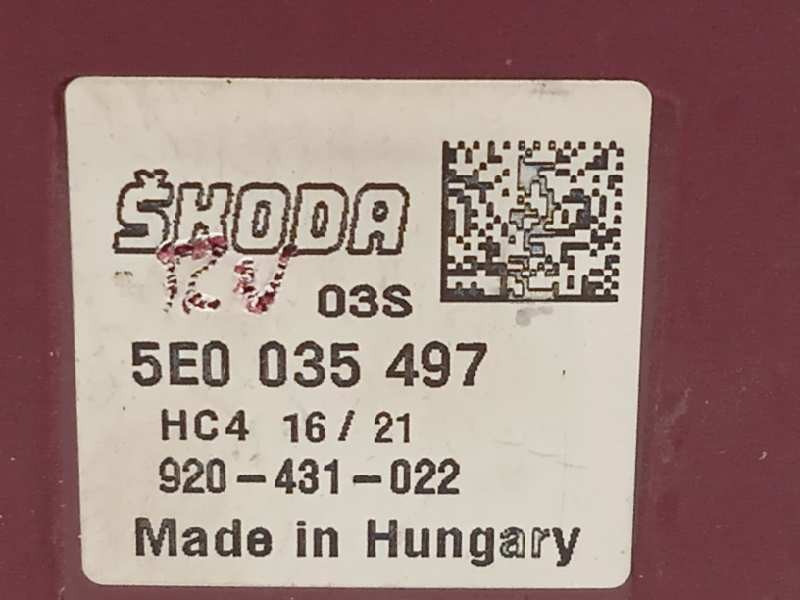 ŠKODA
03S
5E0 035 497
HC4 16 / 21
920-431-022
Made in Hungary